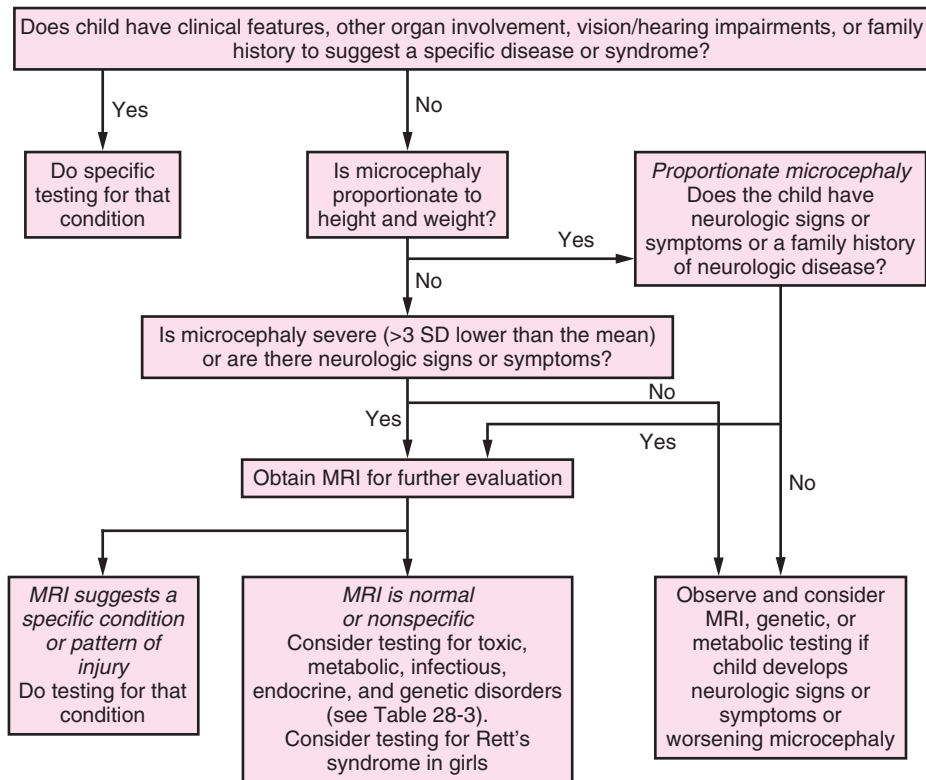 Does child have clinical features, other organ involvement, vision/hearing impairments, or family
history to suggest a specific disease or syndrome?
Yes
No
Do specific
testing for that
condition
Is microcephaly
proportionate to
height and weight?
Proportionate microcephaly
Does the child have
neurologic signs or
symptoms or a family history
of neurologic disease?
Yes
No
Is microcephaly severe (>3 SD lower than the mean)
or are there neurologic signs or symptoms?
No
Yes
Yes
Obtain MRI for further evaluation
No
MRI suggests a
specific condition
or pattern of
injury
Do testing for that
condition
MRI is normal
or nonspecific
Consider testing for toxic,
metabolic, infectious,
endocrine, and genetic disorders
(see Table 28-3).
Consider testing for Rett's
syndrome in girls
Observe and consider
MRI, genetic, or
metabolic testing if
child develops
neurologic signs or
symptoms or
worsening microcephaly